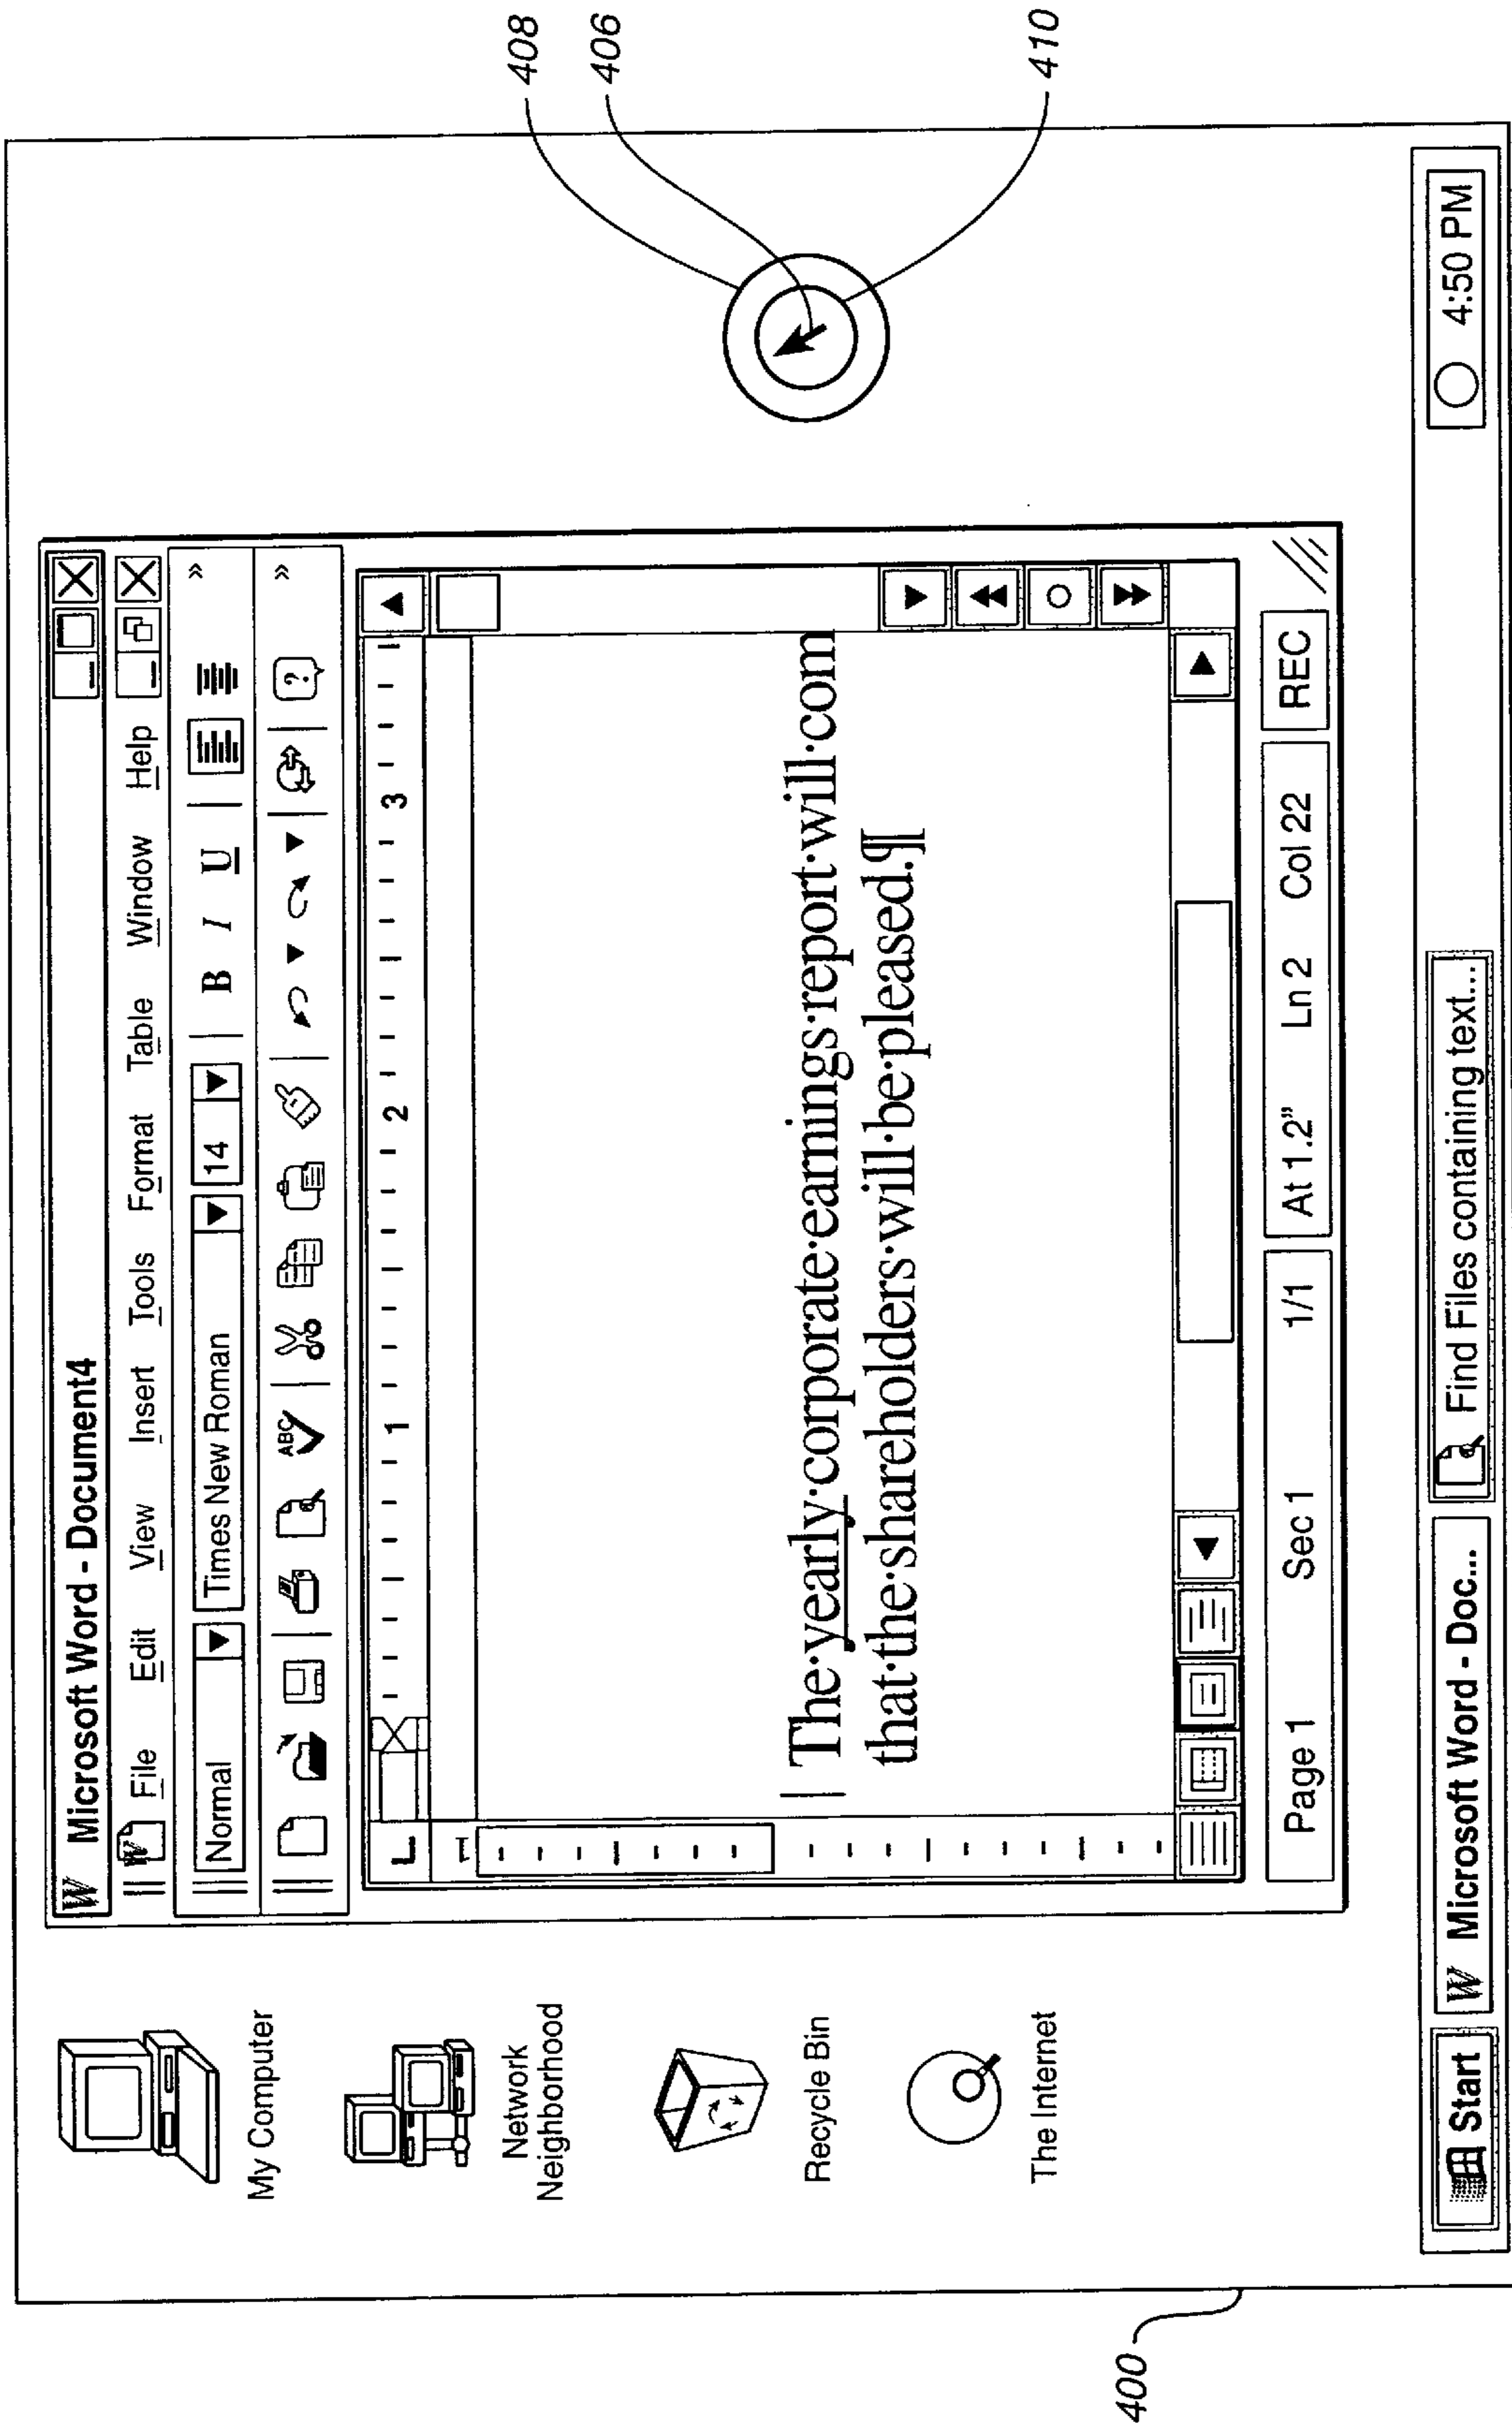 My Computer
Network
Neighborhood
Recycle Bin
The Internet
W Microsoft Word - Document4
W File Edit View Insert Tools Format Table Window Help
Normal Times New Roman 14 B I U »
ABC ? »
L 1 2 3
1
The·yearly·corporate·earnings·report·will·com
that·the·shareholders·will·be·pleased.¶
Page 1 Sec 1 1/1 At 1.2” Ln 2 Col 22 REC
Start W Microsoft Word - Doc... Find Files containing text... 4:50 PM
408
406
410
400